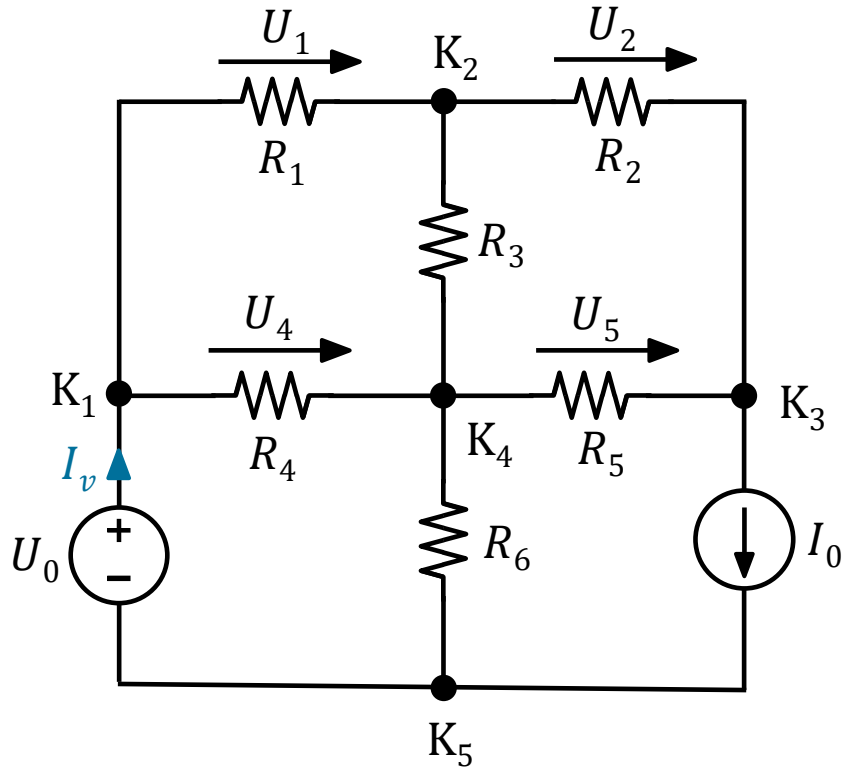 U₁
U₂
K₂
R₁
R₂
R₃
U₄
U₅
K₁
K₃
R₄
K₄
R₅
Iᵥ
+
U₀
−
R₆
I₀
K₅